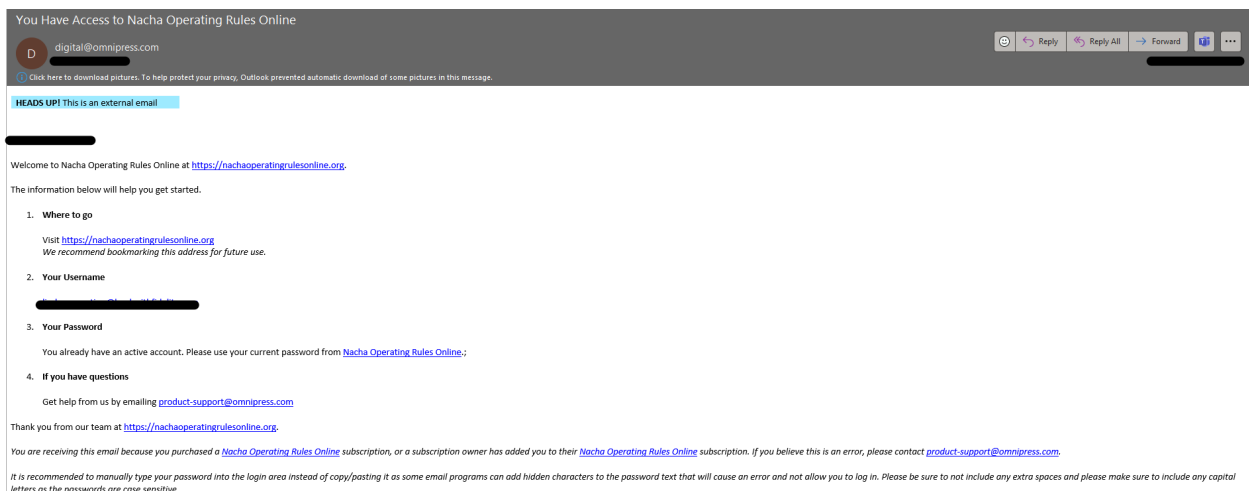 You Have Access to Nacha Operating Rules Online
D
digital@omnipress.com
Reply
Reply All
Forward
Click here to download pictures. To help protect your privacy, Outlook prevented automatic download of some pictures in this message.
HEADS UP! This is an external email
Welcome to Nacha Operating Rules Online at https://nachaoperatingrulesonline.org.
The information below will help you get started.
1. Where to go
Visit https://nachaoperatingrulesonline.org
We recommend bookmarking this address for future use.
2. Your Username
3. Your Password
You already have an active account. Please use your current password from Nacha Operating Rules Online.;
4. If you have questions
Get help from us by emailing product-support@omnipress.com
Thank you from our team at https://nachaoperatingrulesonline.org.
You are receiving this email because you purchased a Nacha Operating Rules Online subscription, or a subscription owner has added you to their Nacha Operating Rules Online subscription. If you believe this is an error, please contact product-support@omnipress.com.
It is recommended to manually type your password into the login area instead of copy/pasting it as some email programs can add hidden characters to the password text that will cause an error and not allow you to log in. Please be sure to not include any extra spaces and please make sure to include any capital
letters as the passwords are case sensitive